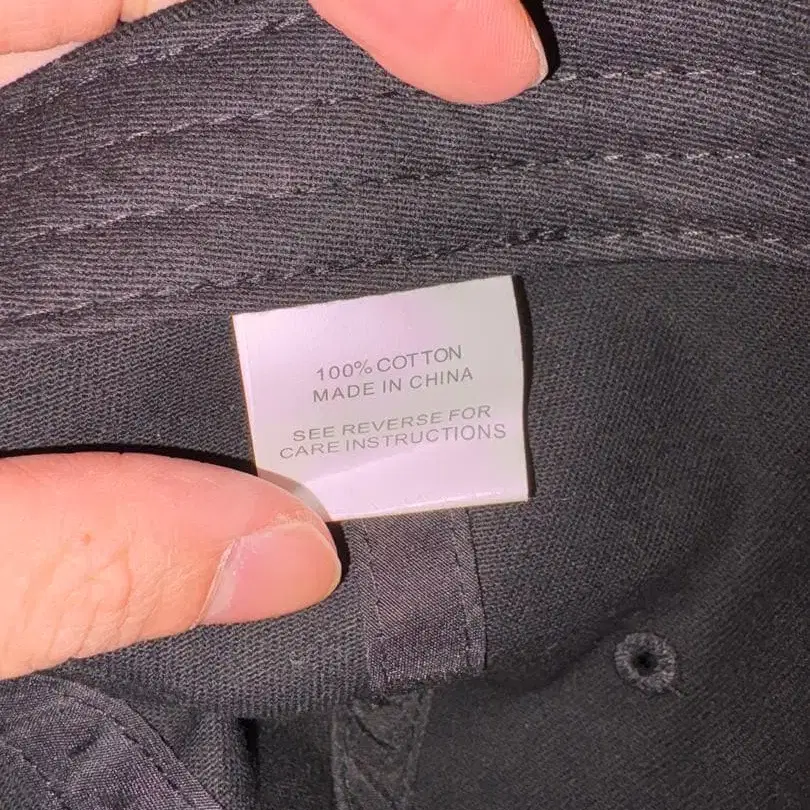 100% COTTON
MADE IN CHINA
SEE REVERSE FOR
CARE INSTRUCTIONS